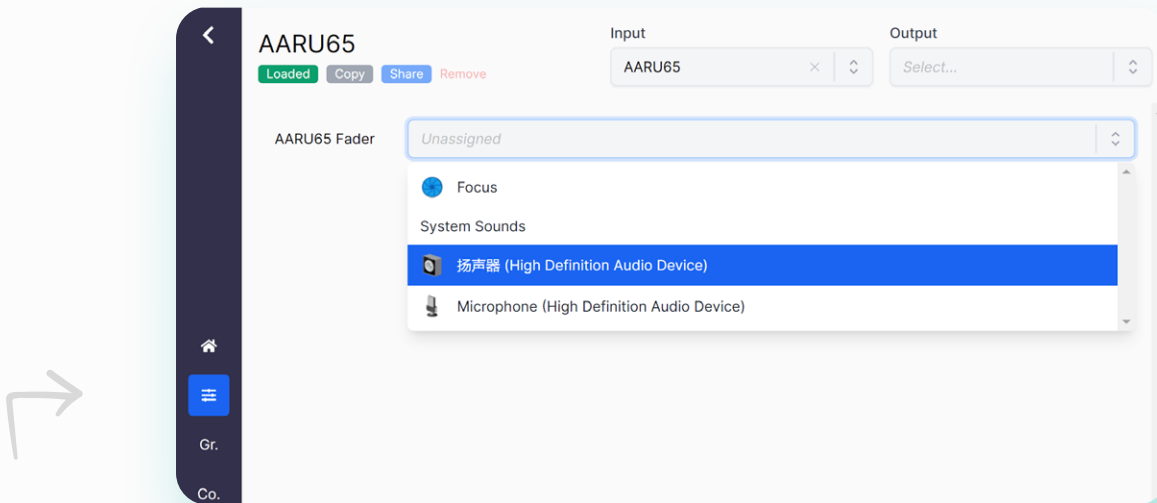 AARU65
Loaded Copy Share Remove
Input
AARU65
Output
Select...
AARU65 Fader
Unassigned
Focus
System Sounds
扬声器 (High Definition Audio Device)
Microphone (High Definition Audio Device)
Gr.
Co.